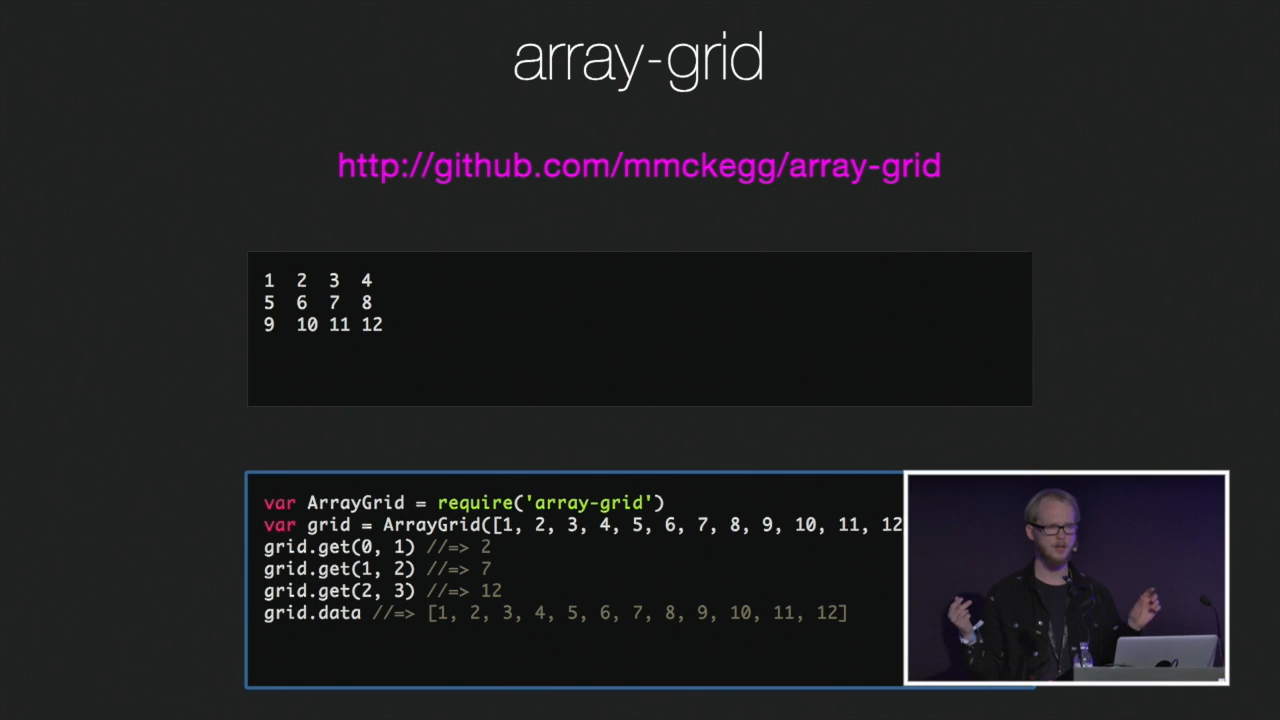 array-grid
http://github.com/mmckegg/array-grid
1 2 3 4
5 6 7 8
9 10 11 12
var ArrayGrid = require('array-grid')
var grid = ArrayGrid([1, 2, 3, 4, 5, 6, 7, 8, 9, 10, 11, 12
grid.get(0, 1) //=> 2
grid.get(1, 2) //=> 7
grid.get(2, 3) //=> 12
grid.data //=> [1, 2, 3, 4, 5, 6, 7, 8, 9, 10, 11, 12]